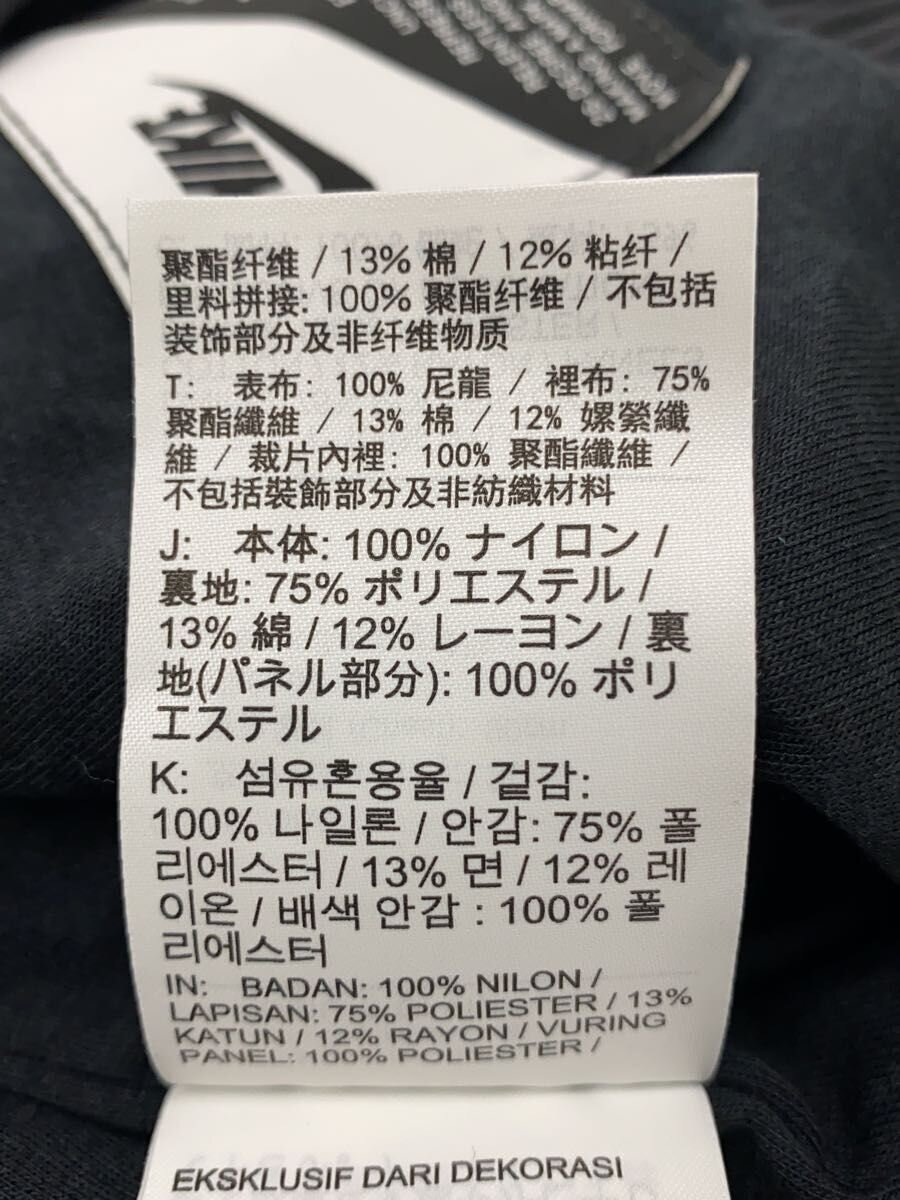 聚酯纤维 / 13% 棉 / 12% 粘纤 /
里料拼接: 100% 聚酯纤维 / 不包括
装饰部分及非纤维物质
T: 表布: 100% 尼龍 / 裡布: 75%
聚酯纖維 / 13% 棉 / 12% 嫘縈纖
維 / 裁片內裡: 100% 聚酯纖維 /
不包括裝飾部分及非紡織材料
J: 本体: 100% ナイロン /
裏地: 75% ポリエステル /
13% 綿 / 12% レーヨン / 裏
地(パネル部分): 100% ポリ
エステル
K: 섬유혼용율 / 겉감:
100% 나일론 / 안감: 75% 폴
리에스터 / 13% 면 / 12% 레
이온 / 배색 안감 : 100% 폴
리에스터
IN: BADAN: 100% NILON /
LAPISAN: 75% POLIESTER / 13%
KATUN / 12% RAYON / VURING
PANEL: 100% POLIESTER /
EKSKLUSIF DARI DEKORASI